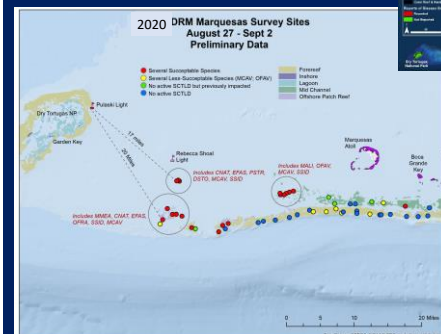 2020 DRM Marquesas Survey Sites
August 27 - Sept 2
Preliminary Data
Several Susceptible Species
Several Less-Susceptible Species (MCAV, OFAV)
No active SCTLD but previously impacted
No active SCTLD
Forereef
Inshore
Lagoon
Mid Channel
Offshore Patch Reef
Pulaski Light
Dry Tortugas NP
Garden Key
17 miles
20 Miles
Rebecca Shoal
Light
Includes CNAT, EFAS, PSTR,
DSTO, MCAV, SSID
Includes MALI, OFAV,
MCAV, SSID
Includes MMEA, CNAT, EFAS,
OFRA, SSID, MCAV
Marquesas
Atoll
Boca
Grande
Key
0 5 10 20 Miles
Dry Tortugas
National Park